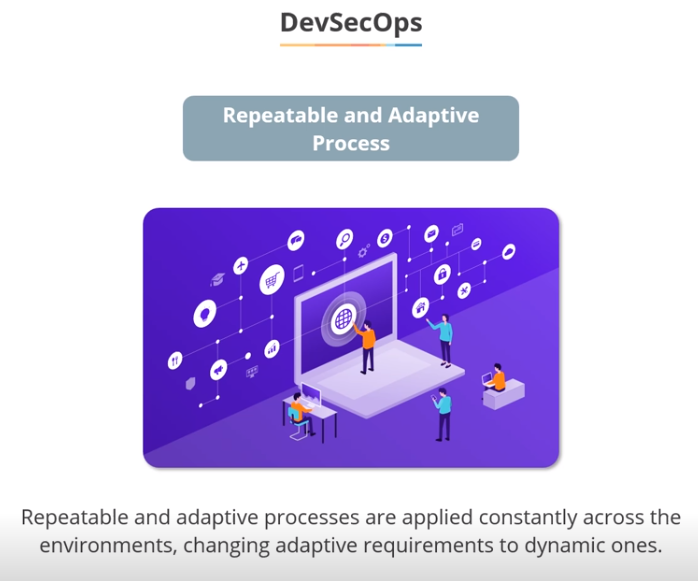 DevSecOps
Repeatable and Adaptive
Process
Repeatable and adaptive processes are applied constantly across the
environments, changing adaptive requirements to dynamic ones.